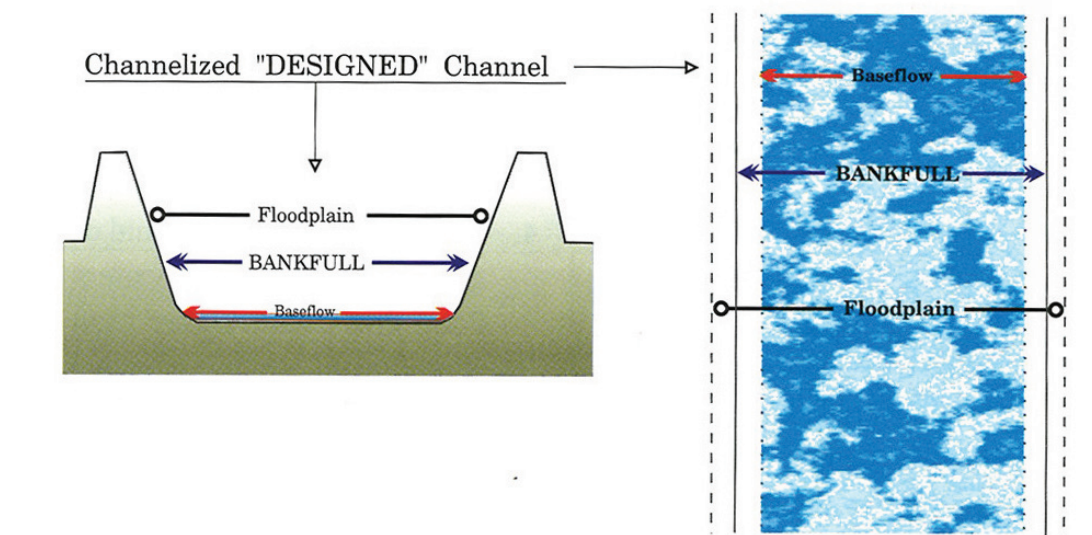 Channelized "DESIGNED" Channel
Floodplain
BANKFULL
Baseflow
Baseflow
BANKFULL
Floodplain